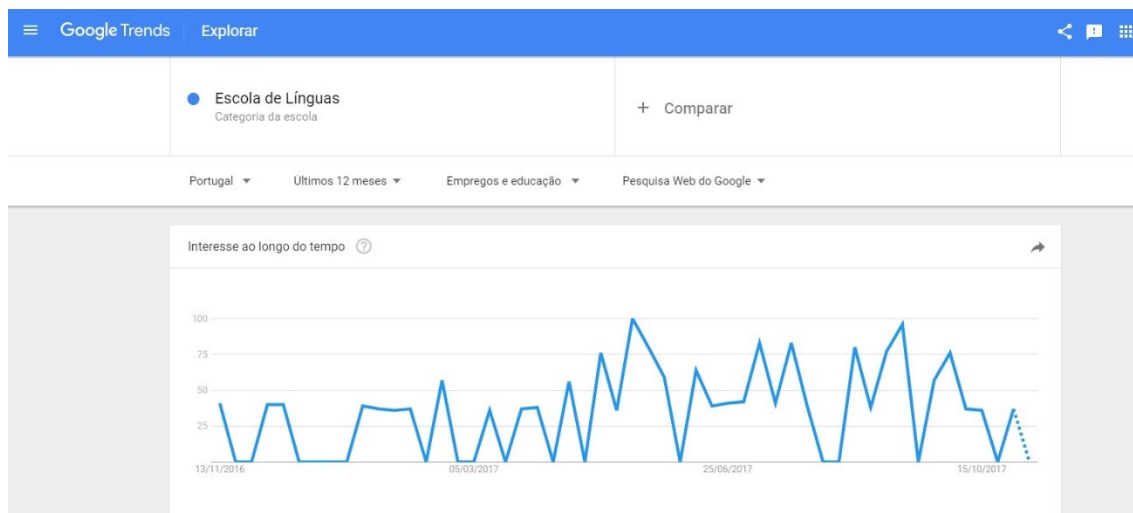 Google Trends Explorar
Escola de Línguas
Categoria da escola
+ Comparar
Portugal Últimos 12 meses Empregos e educação Pesquisa Web do Google
Interesse ao longo do tempo ?
100
75
50
25
13/11/2016 05/03/2017 25/06/2017 15/10/2017